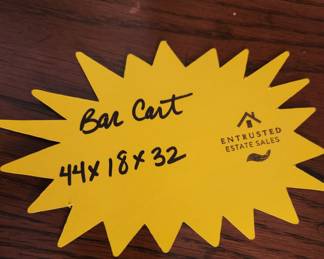 Bar Cart
44x18x32
ENTRUSTED
ESTATE SALES